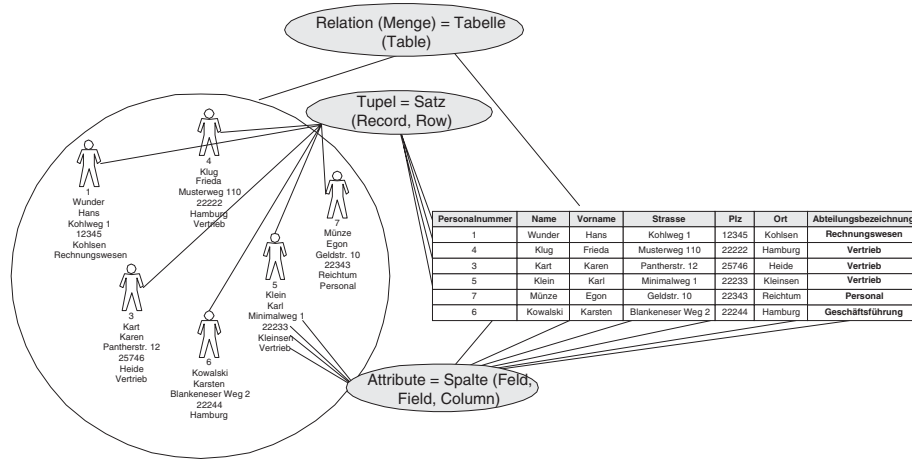 Relation (Menge) = Tabelle
(Table)
Tupel = Satz
(Record, Row)
4
Klug
Frieda
Musterweg 110
22222
Hamburg
Vertrieb
1
Wunder
Hans
Kohlweg 1
12345
Kohlsen
Rechnungswesen
7
Münze
Egon
Geldstr. 10
22343
Reichtum
Personal
5
Klein
Karl
Minimalweg 1
22233
Kleinsen
Vertrieb
3
Kart
Karen
Pantherstr. 12
25746
Heide
Vertrieb
6
Kowalski
Karsten
Blankeneser Weg 2
22244
Hamburg
Personalnummer Name Vorname Strasse Plz Ort Abteilungsbezeichnung
1 Wunder Hans Kohlweg 1 12345 Kohlsen Rechnungswesen
4 Klug Frieda Musterweg 110 22222 Hamburg Vertrieb
3 Kart Karen Pantherstr. 12 25746 Heide Vertrieb
5 Klein Karl Minimalweg 1 22233 Kleinsen Vertrieb
7 Münze Egon Geldstr. 10 22343 Reichtum Personal
6 Kowalski Karsten Blankeneser Weg 2 22244 Hamburg Geschäftsführung
Attribute = Spalte (Feld,
Field, Column)